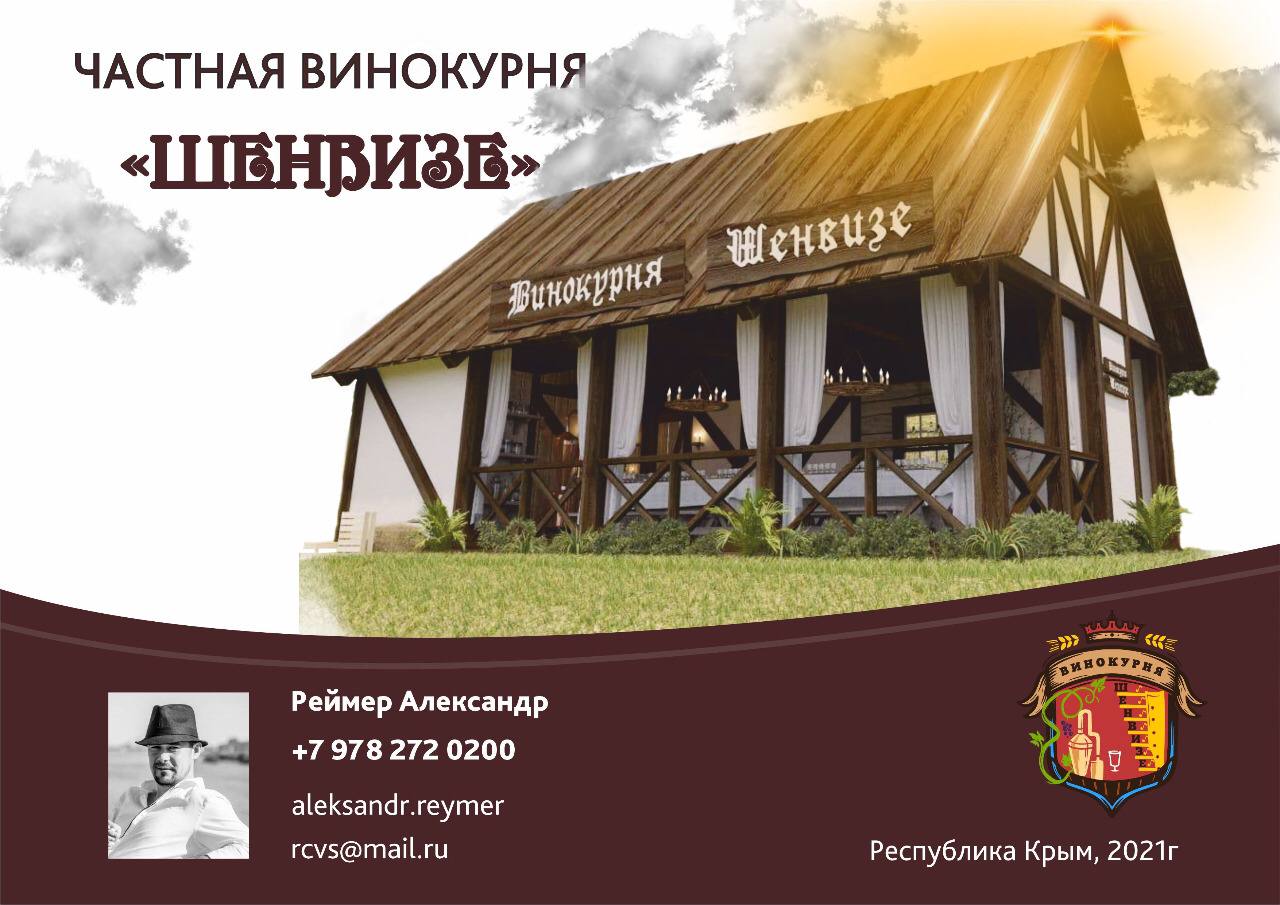 ЧАСТНАЯ ВИНОКУРНЯ
«ШЕНВИЗЕ»
Винокурня
Шенвизе
Реймер Александр
+7 978 272 0200
aleksandr.reymer
rcvs@mail.ru
ВИНОКУРНЯ
ШЕНВИЗЕ
Республика Крым, 2021г